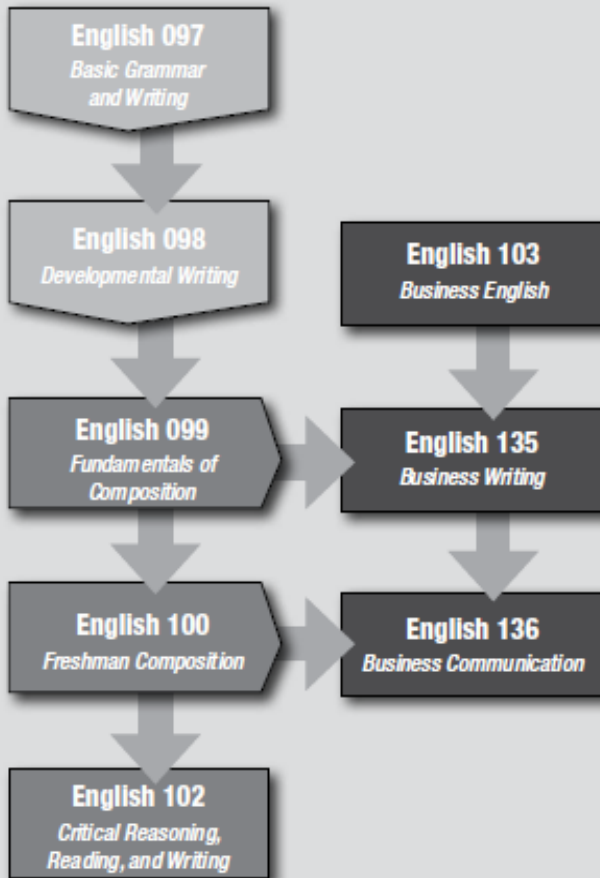 English 097
Basic Grammar
and Writing
English 098
Developmental Writing
English 103
Business English
English 099
Fundamentals of
Composition
English 135
Business Writing
English 100
Freshman Composition
English 136
Business Communication
English 102
Critical Reasoning,
Reading, and Writing